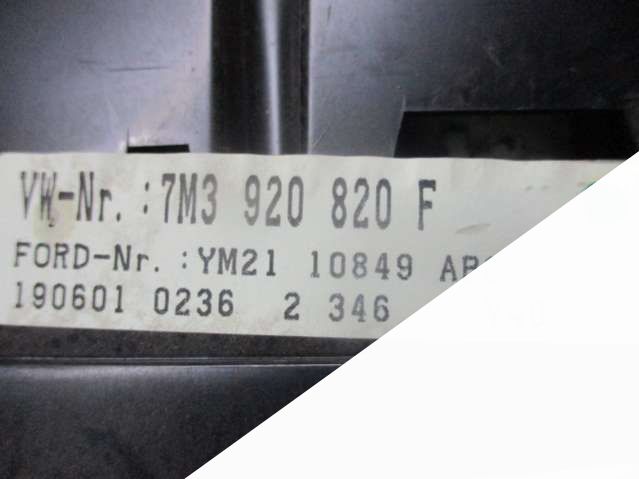 VW-Nr.: 7M3 920 820 F
FORD-Nr. :YM21 10849
190601 0236 2 346